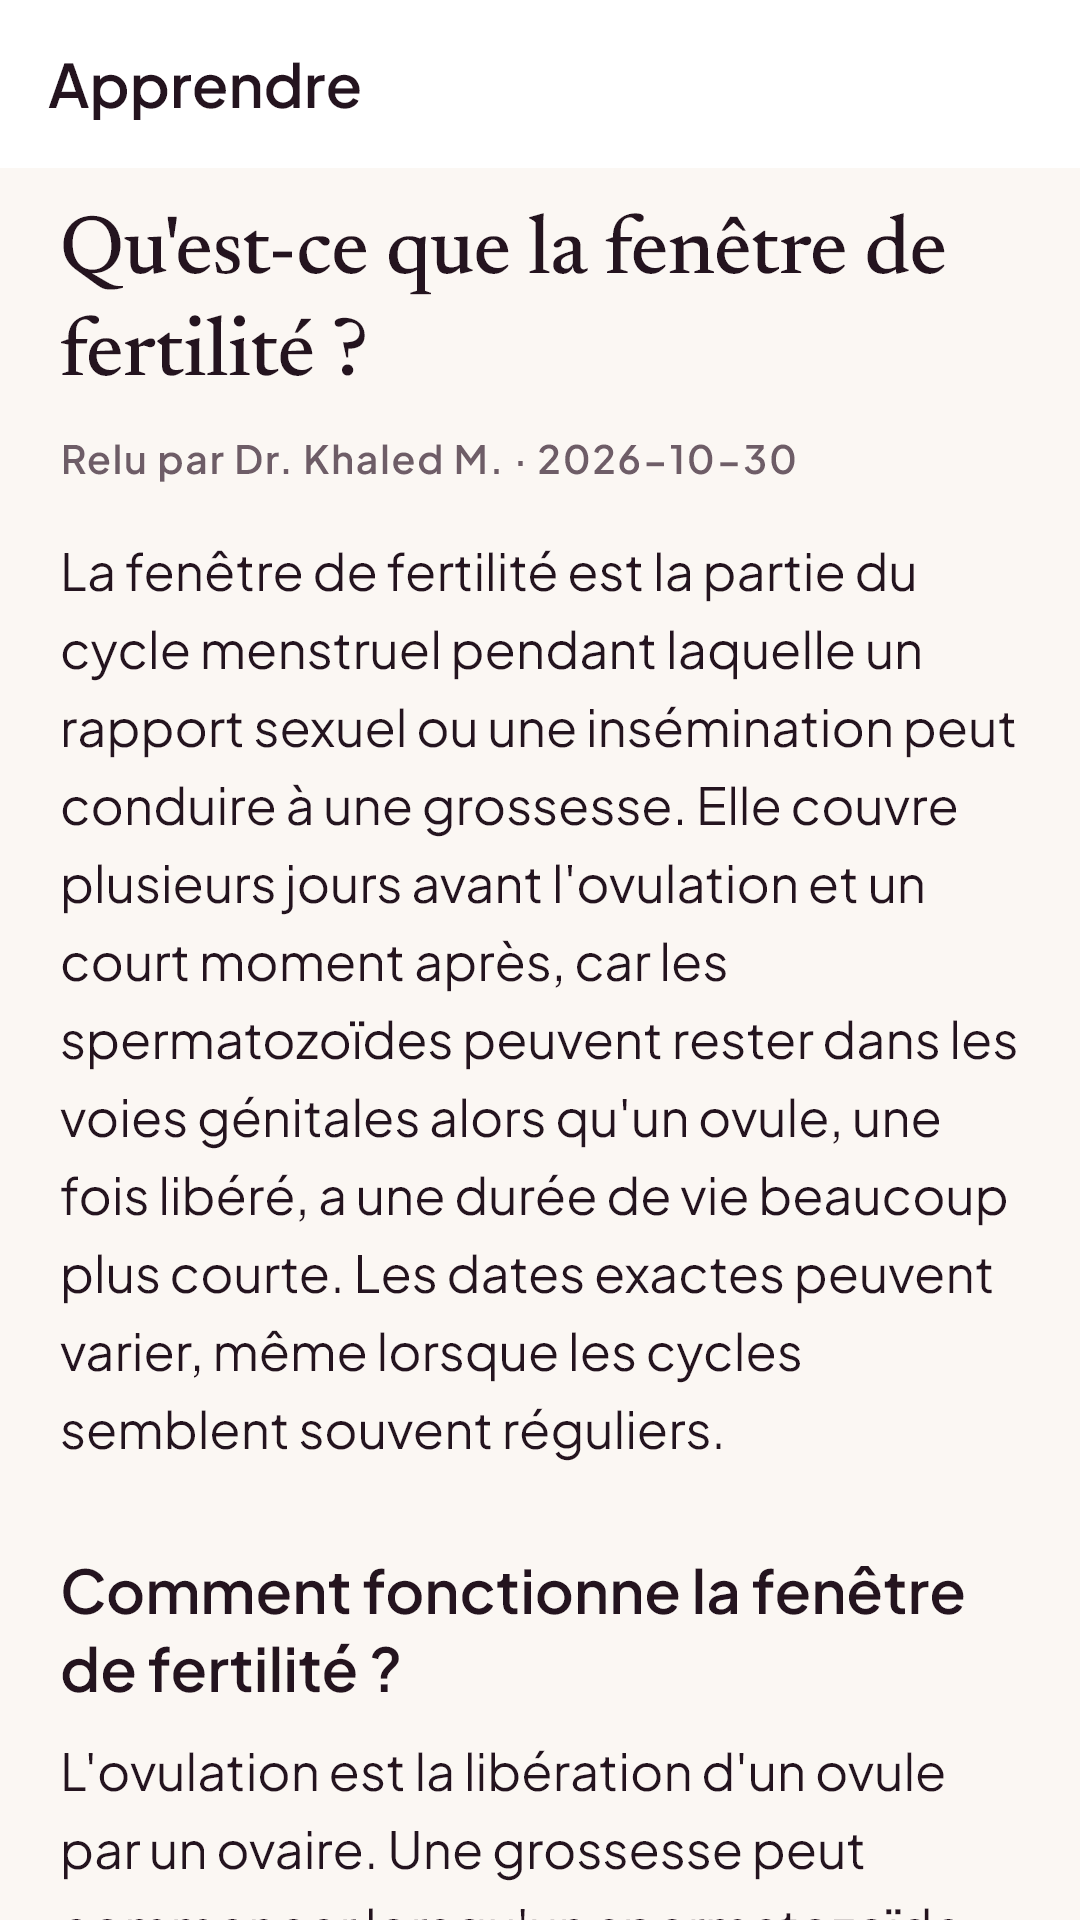 Apprendre
Qu'est-ce que la fenêtre de
fertilité ?
Relu par Dr. Khaled M. · 2026-10-30
La fenêtre de fertilité est la partie du
cycle menstruel pendant laquelle un
rapport sexuel ou une insémination peut
conduire à une grossesse. Elle couvre
plusieurs jours avant l'ovulation et un
court moment après, car les
spermatozoïdes peuvent rester dans les
voies génitales alors qu'un ovule, une
fois libéré, a une durée de vie beaucoup
plus courte. Les dates exactes peuvent
varier, même lorsque les cycles
semblent souvent réguliers.
Comment fonctionne la fenêtre
de fertilité ?
L'ovulation est la libération d'un ovule
par un ovaire. Une grossesse peut